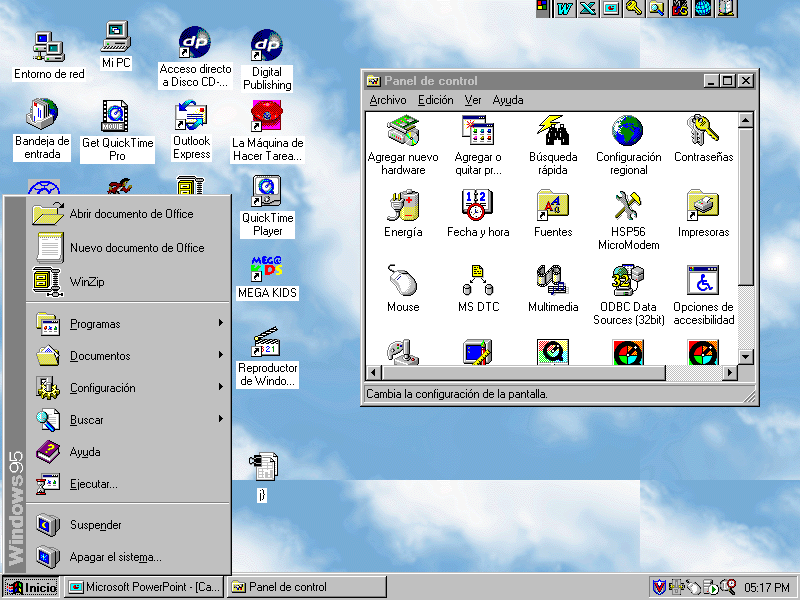 Entorno de red
Mi PC
Acceso directo
a Disco CD-...
Digital
Publishing
Bandeja de
entrada
Get QuickTime
Pro
Outlook
Express
La Máquina de
Hacer Tarea...
QuickTime
Player
MEGA KIDS
Reproductor
de Windo...
Panel de control
Archivo Edición Ver Ayuda
Agregar nuevo
hardware
Agregar o
quitar pr...
Búsqueda
rápida
Configuración
regional
Contraseñas
Energía
Fecha y hora
Fuentes
HSP56
MicroModem
Impresoras
Mouse
MS DTC
Multimedia
ODBC Data
Sources (32bit)
Opciones de
accesibilidad
Cambia la configuración de la pantalla.
Abrir documento de Office
Nuevo documento de Office
WinZip
Programas
Documentos
Configuración
Buscar
Ayuda
Ejecutar...
Suspender
Apagar el sistema...
Windows95
Inicio
Microsoft PowerPoint - [Ca...
Panel de control
05:17 PM